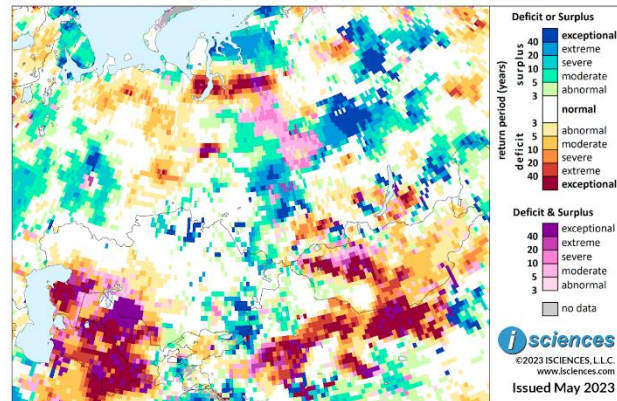 Deficit or Surplus
return period (years)
surplus
deficit
exceptional
40
extreme
20
severe
10
moderate
5
abnormal
3
normal
3
abnormal
5
moderate
10
severe
20
extreme
40
exceptional
Deficit & Surplus
exceptional
40
extreme
20
severe
10
moderate
5
abnormal
3
no data
i sciences
©2023 ISCIENCES, L.L.C.
www.isciences.com
Issued May 2023